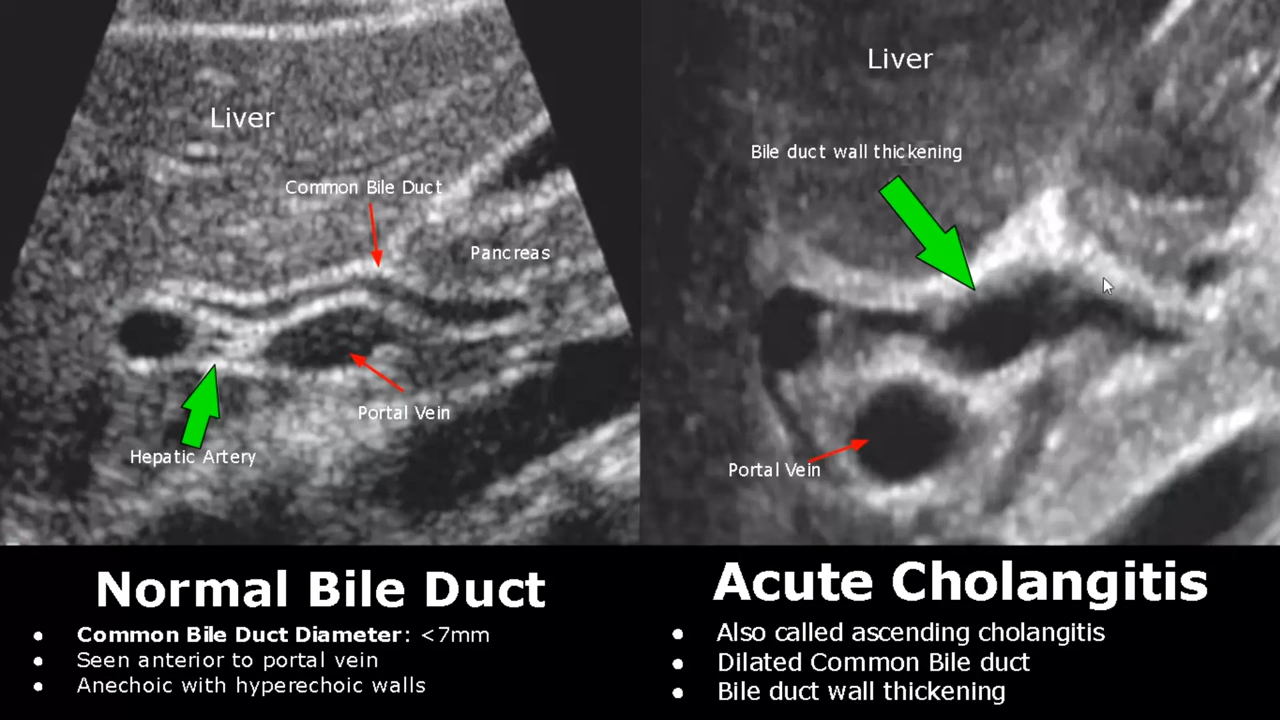 Liver
Common Bile Duct
Pancreas
Portal Vein
Hepatic Artery
Normal Bile Duct
• Common Bile Duct Diameter: <7mm
• Seen anterior to portal vein
• Anechoic with hyperechoic walls
Liver
Bile duct wall thickening
Portal Vein
Acute Cholangitis
• Also called ascending cholangitis
• Dilated Common Bile duct
• Bile duct wall thickening